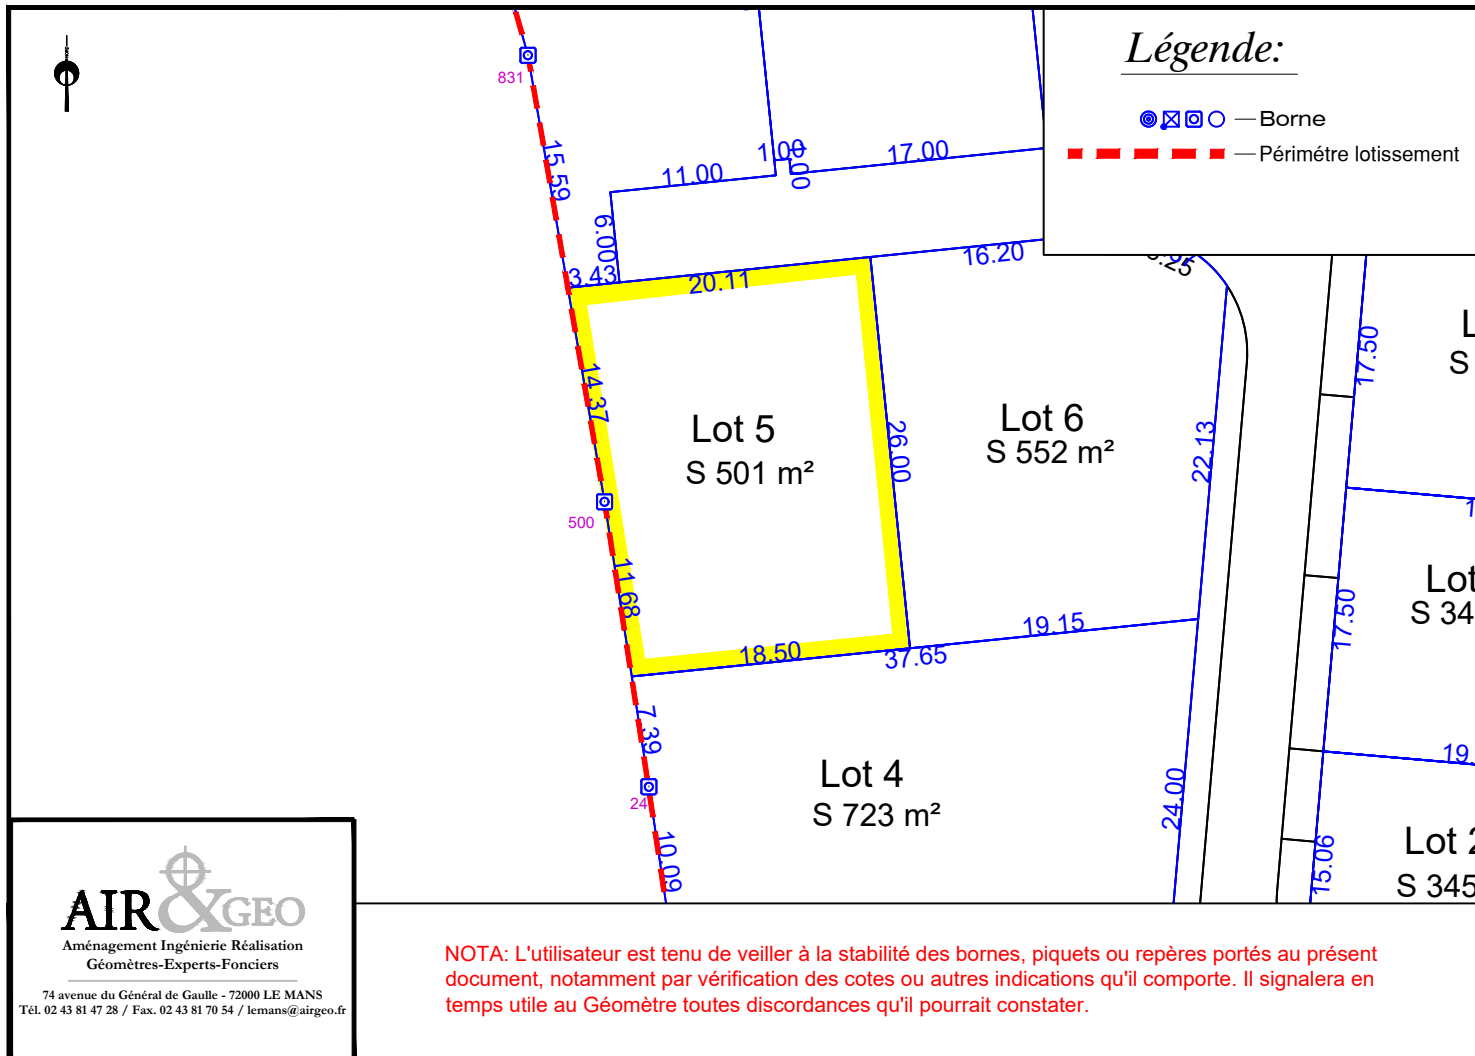 Légende:
Borne
Périmétre lotissement
831
15.59
11.00
1.00
1.00
17.00
6.00
3.43
20.11
16.20
14.37
Lot 5
S 501 m²
26.00
Lot 6
S 552 m²
22.13
17.50
L
S
500
11.68
18.50
37.65
19.15
17.50
Lot
S 34
7.39
24
10.09
Lot 4
S 723 m²
24.00
19.
15.06
Lot 2
S 345
AIR & GEO
Aménagement Ingénierie Réalisation
Géomètres-Experts-Fonciers
74 avenue du Général de Gaulle - 72000 LE MANS
Tél. 02 43 81 47 28 / Fax. 02 43 81 70 54 / lemans@airgeo.fr
NOTA: L'utilisateur est tenu de veiller à la stabilité des bornes, piquets ou repères portés au présent
document, notamment par vérification des cotes ou autres indications qu'il comporte. Il signalera en
temps utile au Géomètre toutes discordances qu'il pourrait constater.